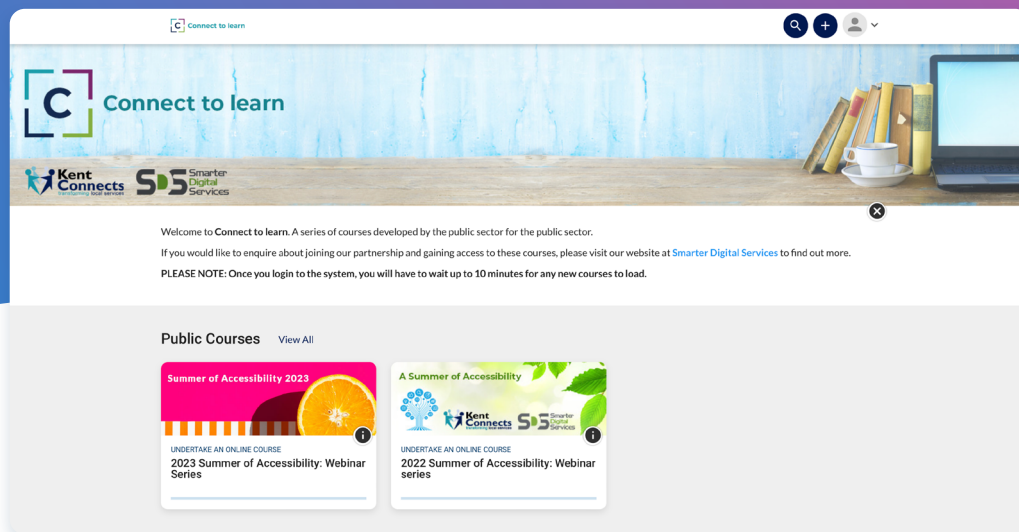 C Connect to learn
C Connect to learn
Kent Connects
transforming local services
SDS Smarter Digital Services
Welcome to Connect to learn. A series of courses developed by the public sector for the public sector.
If you would like to enquire about joining our partnership and gaining access to these courses, please visit our website at Smarter Digital Services to find out more.
PLEASE NOTE: Once you login to the system, you will have to wait up to 10 minutes for any new courses to load.
Public Courses View All
Summer of Accessibility 2023
UNDERTAKE AN ONLINE COURSE
2023 Summer of Accessibility: Webinar
Series
A Summer of Accessibility
Kent Connects
SDS Smarter Digital Services
UNDERTAKE AN ONLINE COURSE
2022 Summer of Accessibility: Webinar
series